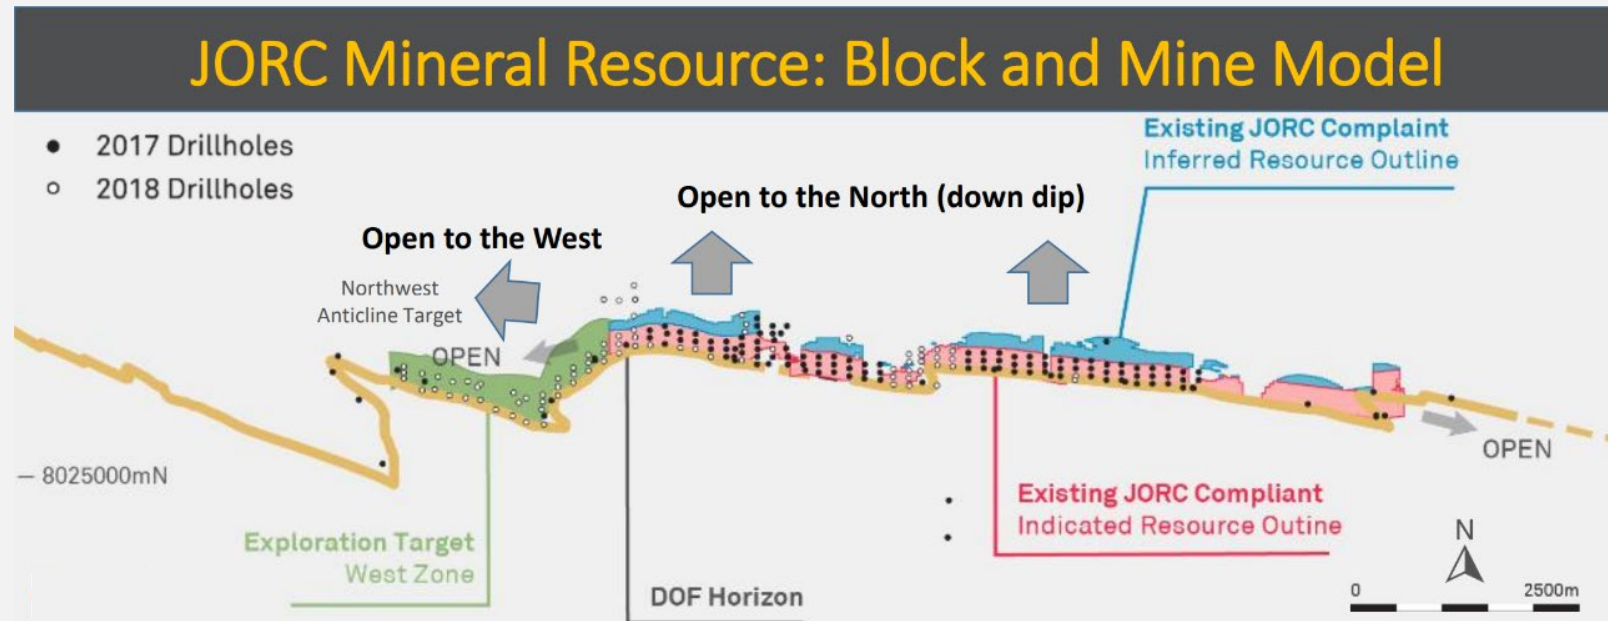 JORC Mineral Resource: Block and Mine Model
2017 Drillholes
2018 Drillholes
Existing JORC Complaint
Inferred Resource Outline
Open to the North (down dip)
Open to the West
Northwest
Anticline Target
OPEN
OPEN
— 8025000mN
Existing JORC Compliant
Indicated Resource Outine
Exploration Target
West Zone
DOF Horizon
N
0 2500m